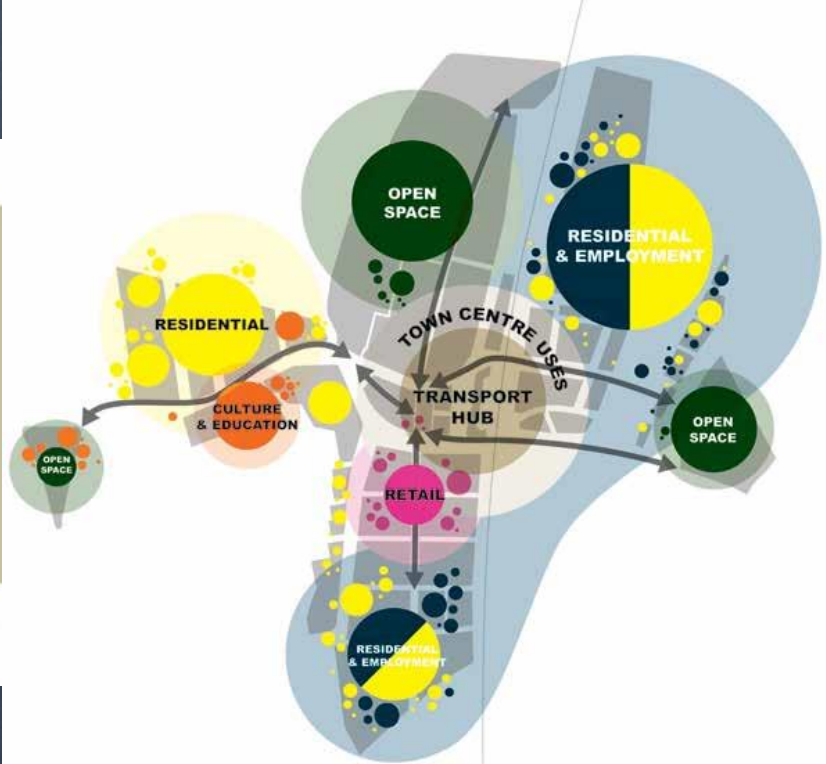 OPEN
SPACE
RESIDENTIAL
& EMPLOYMENT
RESIDENTIAL
TOWN CENTRE USES
TRANSPORT
HUB
CULTURE
& EDUCATION
OPEN
SPACE
OPEN
SPACE
RETAIL
RESIDENTIAL
& EMPLOYMENT